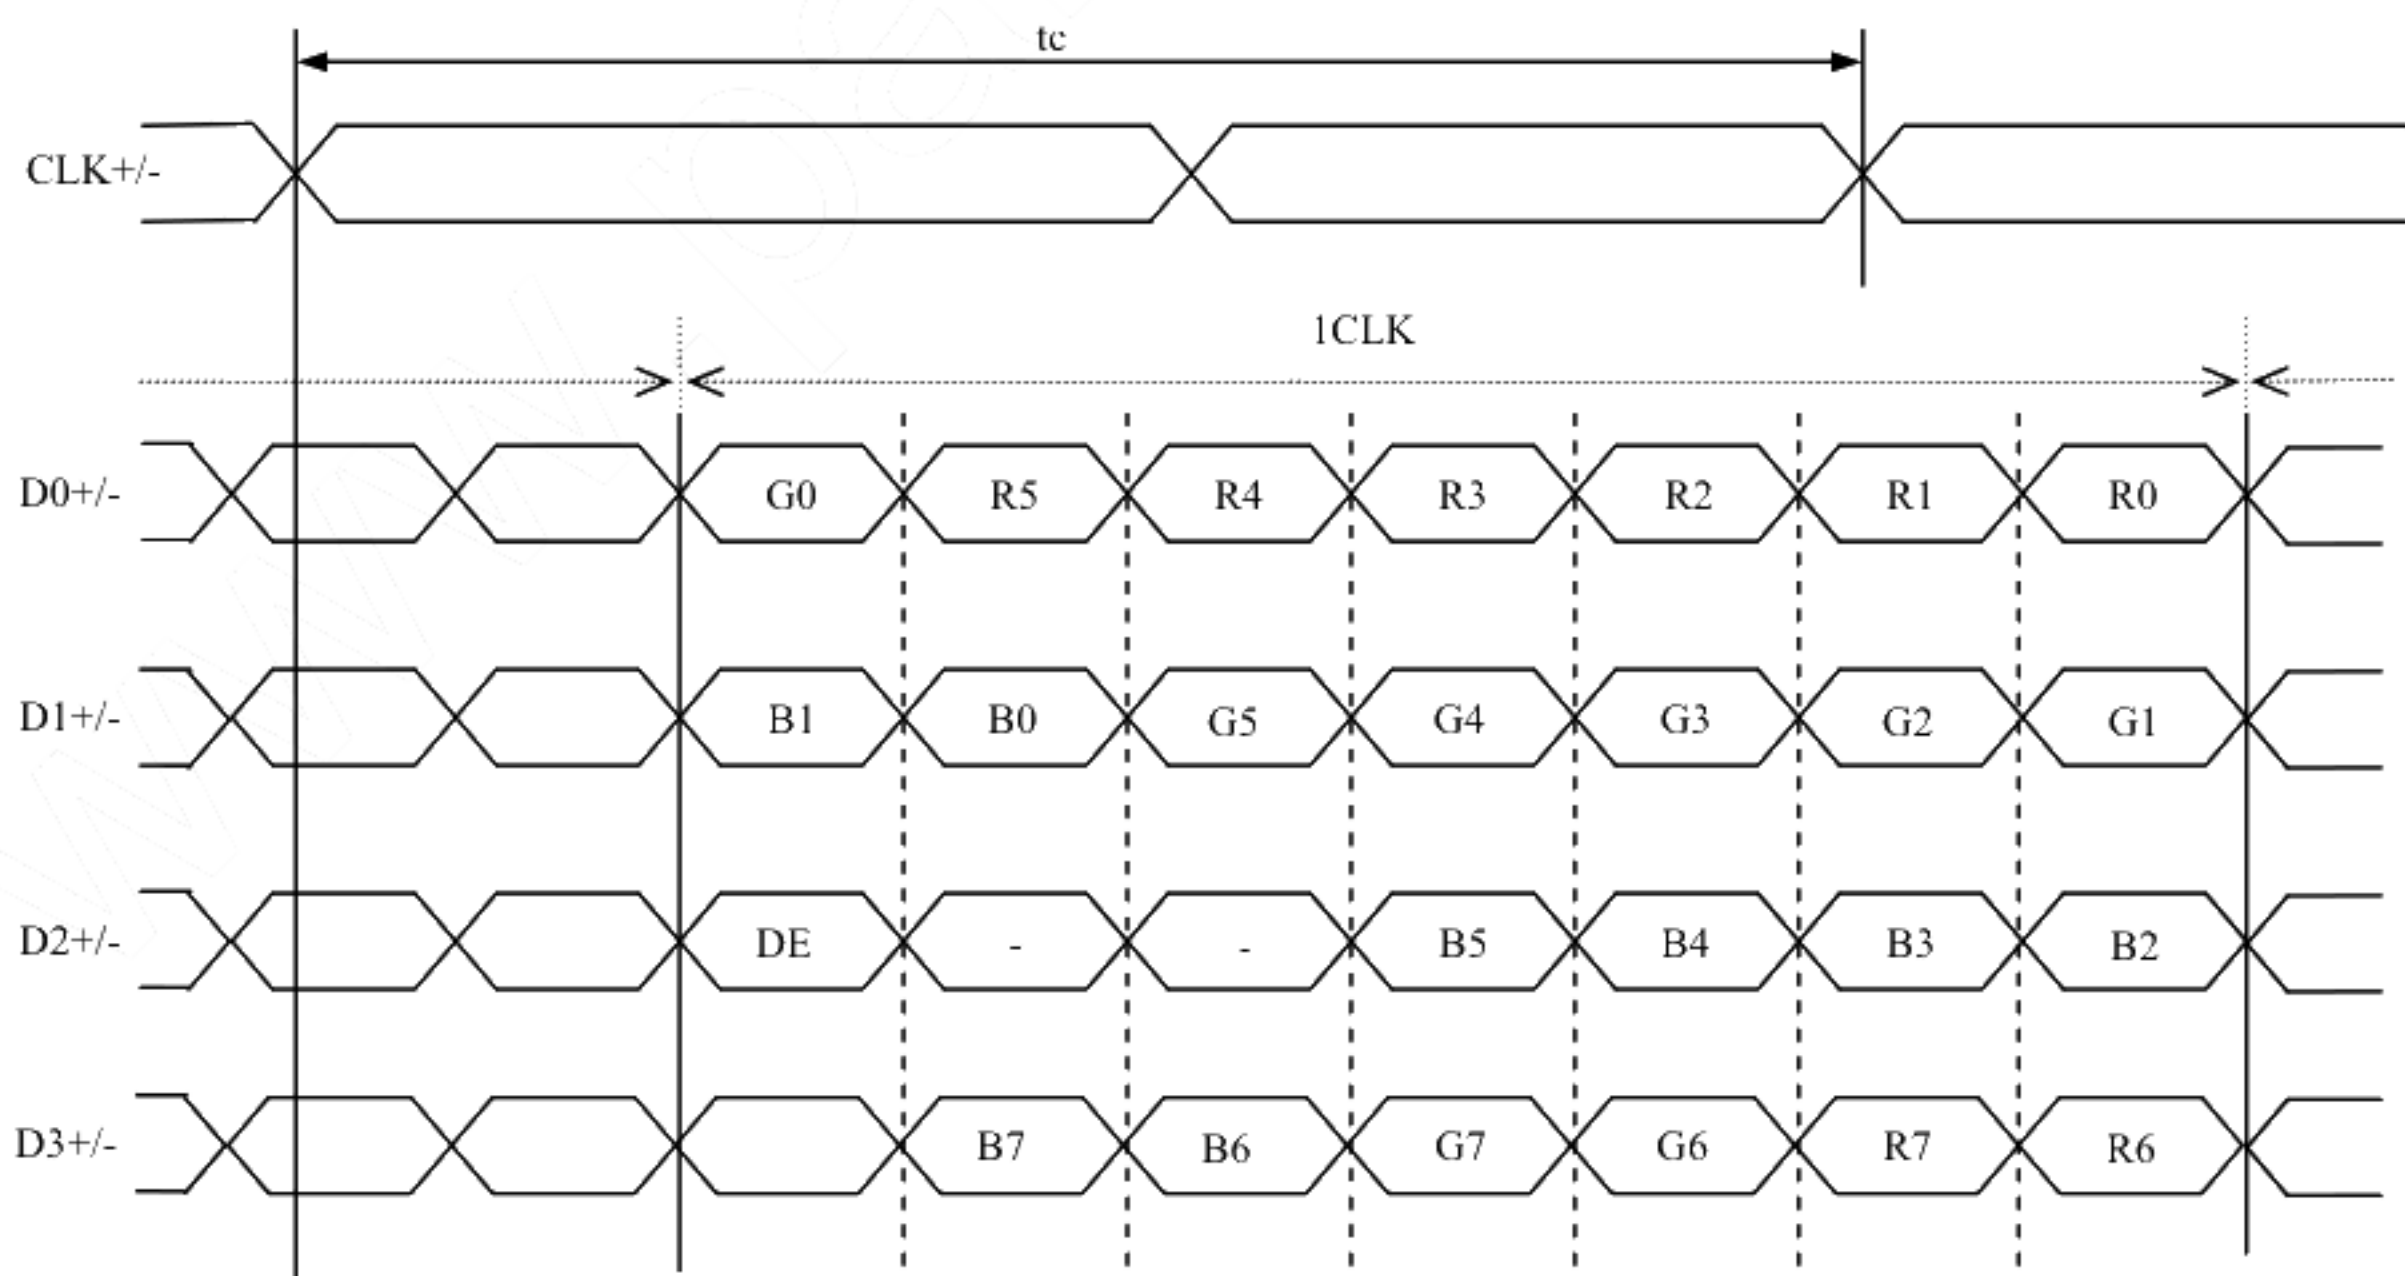 tc
CLK+/-
1CLK
D0+/- G0 R5 R4 R3 R2 R1 R0
D1+/- B1 B0 G5 G4 G3 G2 G1
D2+/- DE - - B5 B4 B3 B2
D3+/- B7 B6 G7 G6 R7 R6